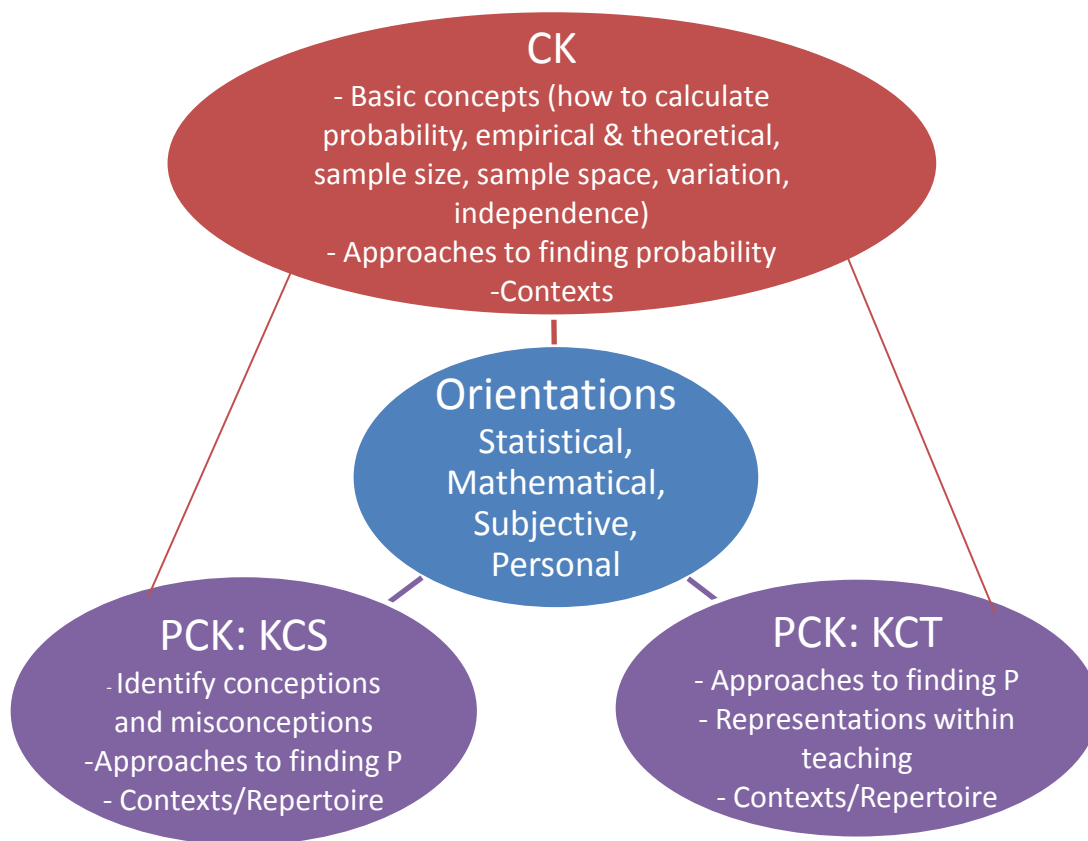 CK
- Basic concepts (how to calculate
probability, empirical & theoretical,
sample size, sample space, variation,
independence)
- Approaches to finding probability
-Contexts
Orientations
Statistical,
Mathematical,
Subjective,
Personal
PCK: KCS
- Identify conceptions
and misconceptions
-Approaches to finding P
- Contexts/Repertoire
PCK: KCT
- Approaches to finding P
- Representations within
teaching
- Contexts/Repertoire